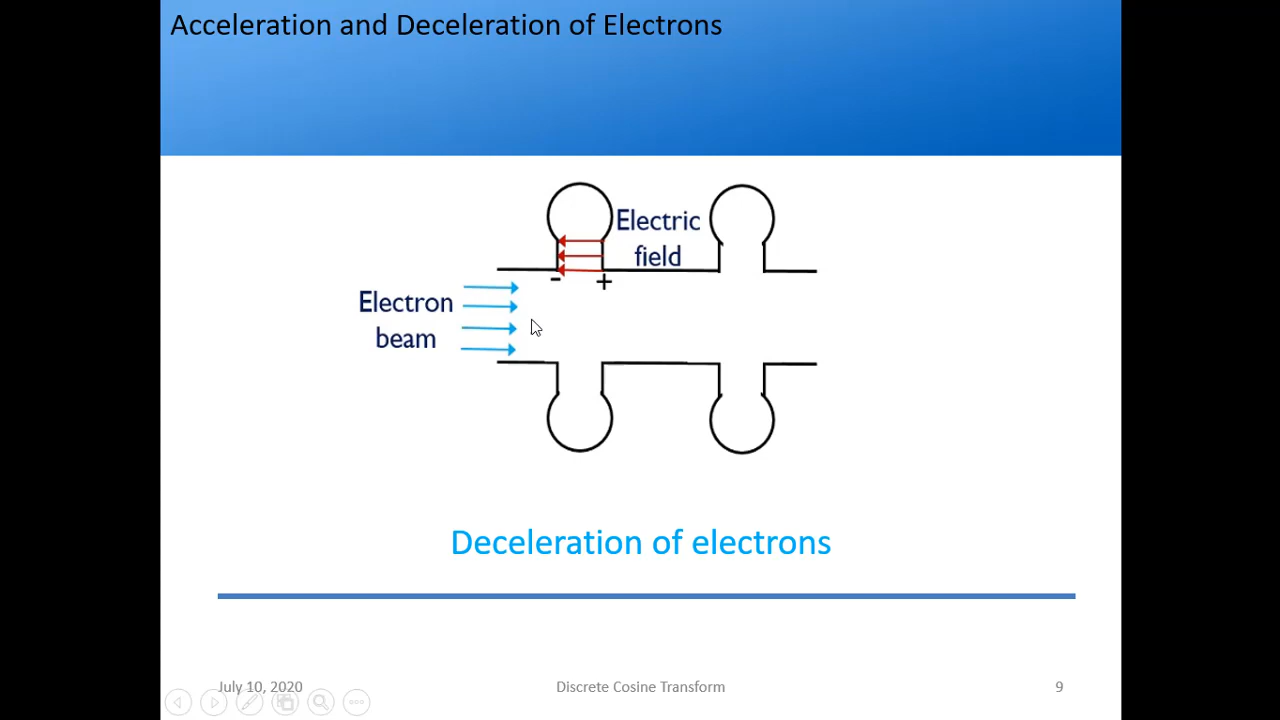 Acceleration and Deceleration of Electrons
Electric
field
- +
Electron
beam
Deceleration of electrons
July 10, 2020
Discrete Cosine Transform
9